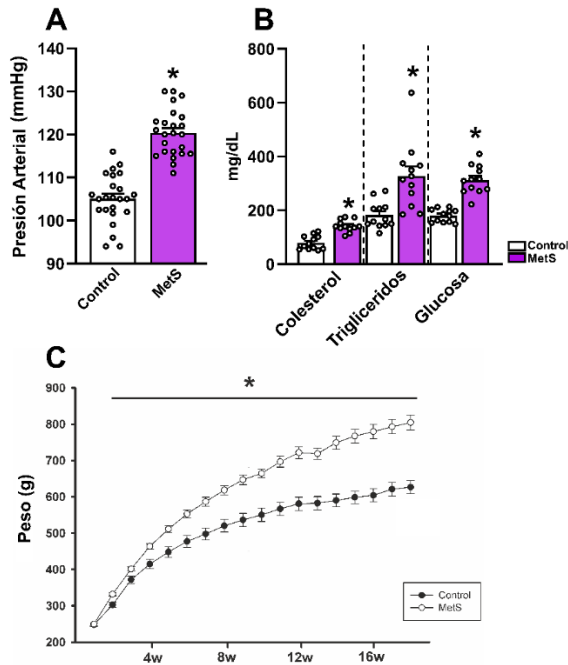 A
Presión Arterial (mmHg)
140
130
120
110
100
90
*
Control
MetS
B
mg/dL
800
600
400
200
0
*
*
*
Colesterol
Trigliceridos
Glucosa
Control
MetS
C
*
Peso (g)
900
800
700
600
500
400
300
200
4w
8w
12w
16w
Control
MetS